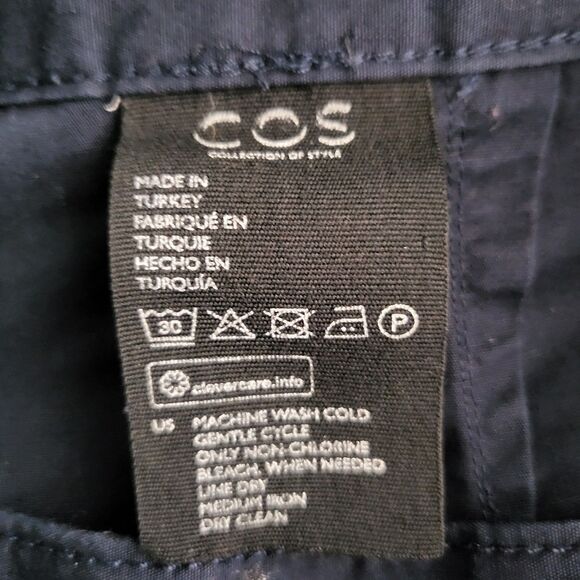 COS
COLLECTION OF STYLE
MADE IN
TURKEY
FABRIQUÉ EN
TURQUIE
HECHO EN
TURQUÍA
30 P
clevercare.info
US MACHINE WASH COLD
GENTLE CYCLE
ONLY NON-CHLORINE
BLEACH, WHEN NEEDED
LINE DRY
MEDIUM IRON
DRY CLEAN